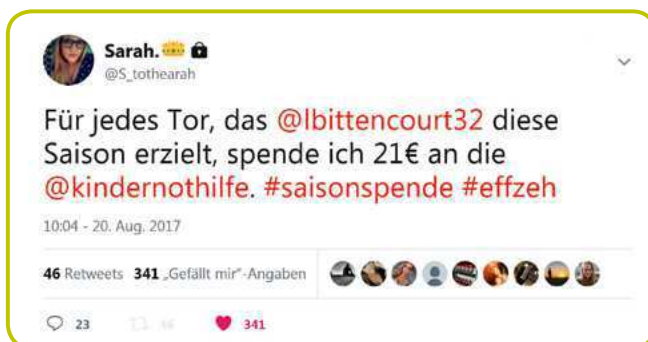 Sarah.
@S_tothearah
Für jedes Tor, das @lbittencourt32 diese
Saison erzielt, spende ich 21€ an die
@kindernothilfe. #saisonspende #effzeh
10:04 - 20. Aug. 2017
46 Retweets 341 „Gefällt mir"-Angaben
23 46 341